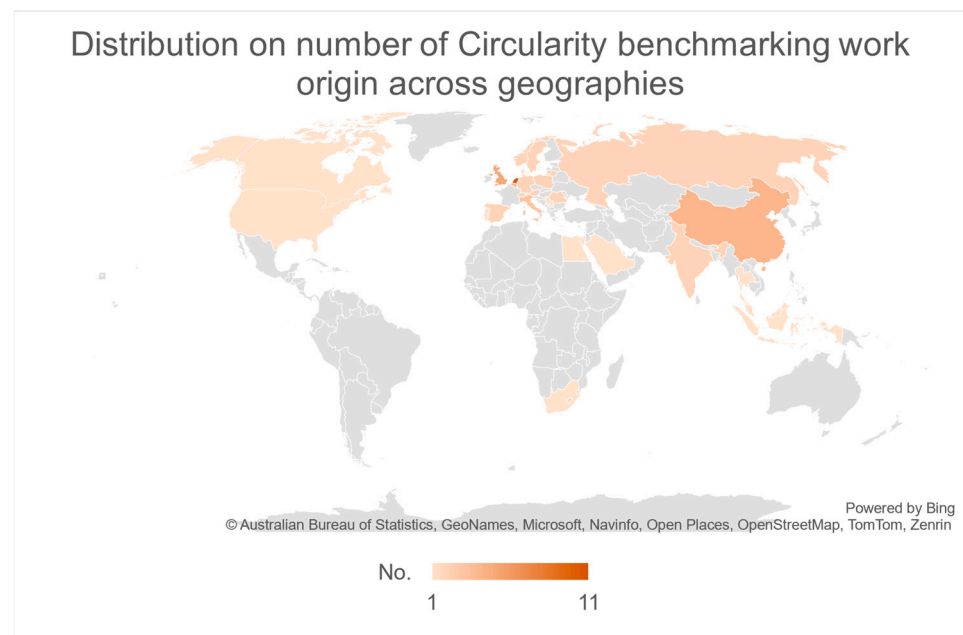 Distribution on number of Circularity benchmarking work
origin across geographies
Powered by Bing
© Australian Bureau of Statistics, GeoNames, Microsoft, Navinfo, Open Places, OpenStreetMap, TomTom, Zenrin
No.
1 11